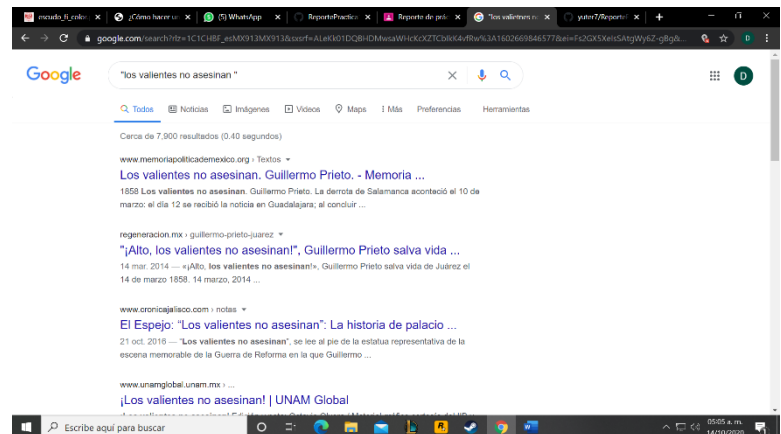 escudo_fi_color
¿Cómo hacer un
(5) WhatsApp
ReportePractica
Reporte de prác
"los valientes n
yuter7/Reportel
google.com/search?rlz=1C1CHBF_esMX913MX913&sxsrf=
Google
"los valientes no asesinan "
D
Todos Noticias Imágenes Videos Maps Más Preferencias Herramientas
Cerca de 7,900 resultados (0.40 segundos)
www.memoriapoliticademexico.org › Textos
Los valientes no asesinan. Guillermo Prieto. - Memoria ...
1858 Los valientes no asesinan. Guillermo Prieto. La derrota de Salamanca aconteció el 10 de
marzo: el día 12 se recibió la noticia en Guadalajara; al concluir ...
regeneracion.mx › guillermo-prieto-juarez
"¡Alto, los valientes no asesinan!", Guillermo Prieto salva vida ...
14 mar. 2014 — «¡Alto, los valientes no asesinan!», Guillermo Prieto salva vida de Juárez el
14 de marzo 1858. 14 marzo, 2014 ...
www.cronicajalisco.com › notas
El Espejo: “Los valientes no asesinan”: La historia de palacio ...
21 oct. 2016 — "Los valientes no asesinan", se lee al pie de la estatua representativa de la
escena memorable de la Guerra de Reforma en la que Guillermo ...
www.unamglobal.unam.mx › ...
¡Los valientes no asesinan! | UNAM Global
Escribe aquí para buscar
05:05 a. m.
14/10/2020